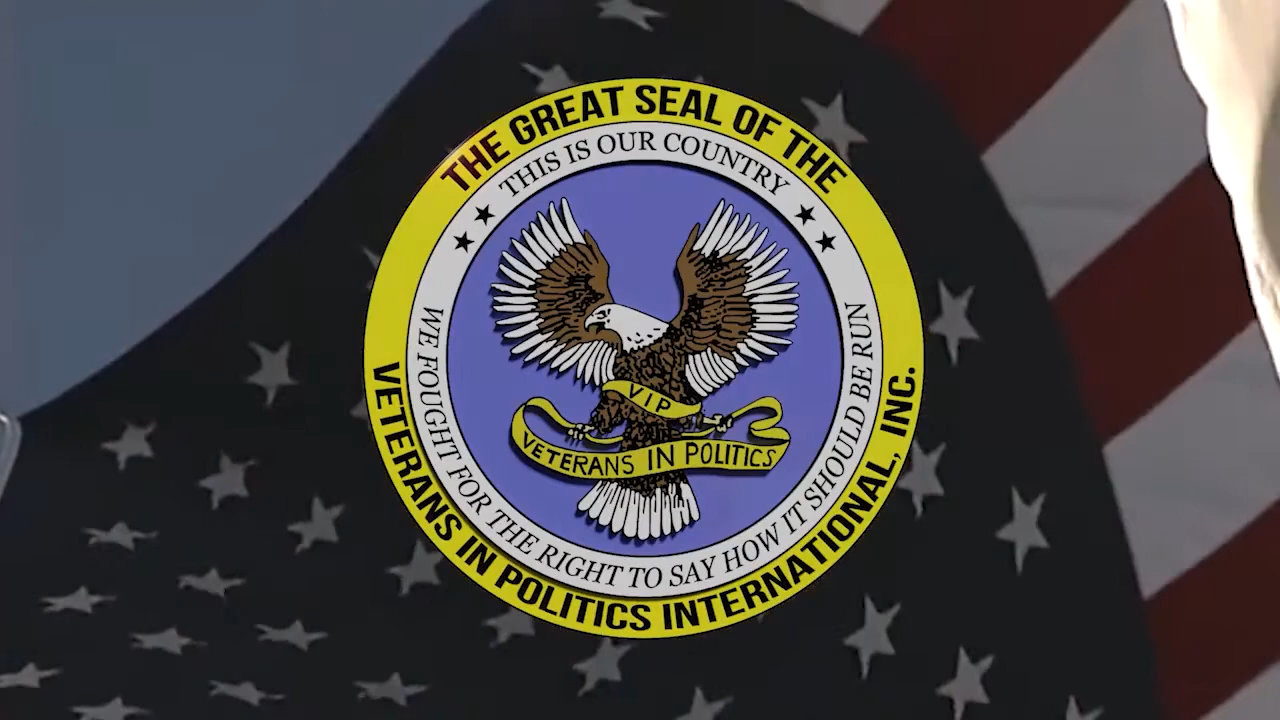 THE GREAT SEAL OF THE
THIS IS OUR COUNTRY
WE FOUGHT FOR THE RIGHT TO SAY HOW IT SHOULD BE RUN
VIP
VETERANS IN POLITICS
VETERANS IN POLITICS INTERNATIONAL, INC.